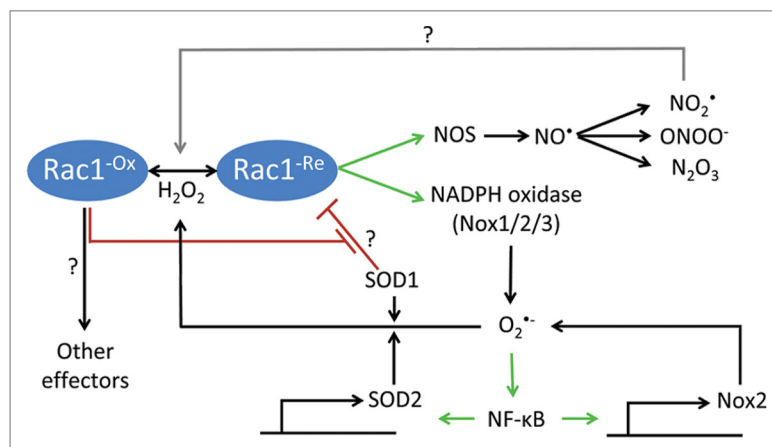 ?
NO₂•
Rac1⁻ᴼˣ
Rac1⁻ᴿᵉ
NOS
NO•
ONOO⁻
H₂O₂
N₂O₃
NADPH oxidase
(Nox1/2/3)
?
?
SOD1
O₂•⁻
Other
effectors
SOD2
NF-κB
Nox2